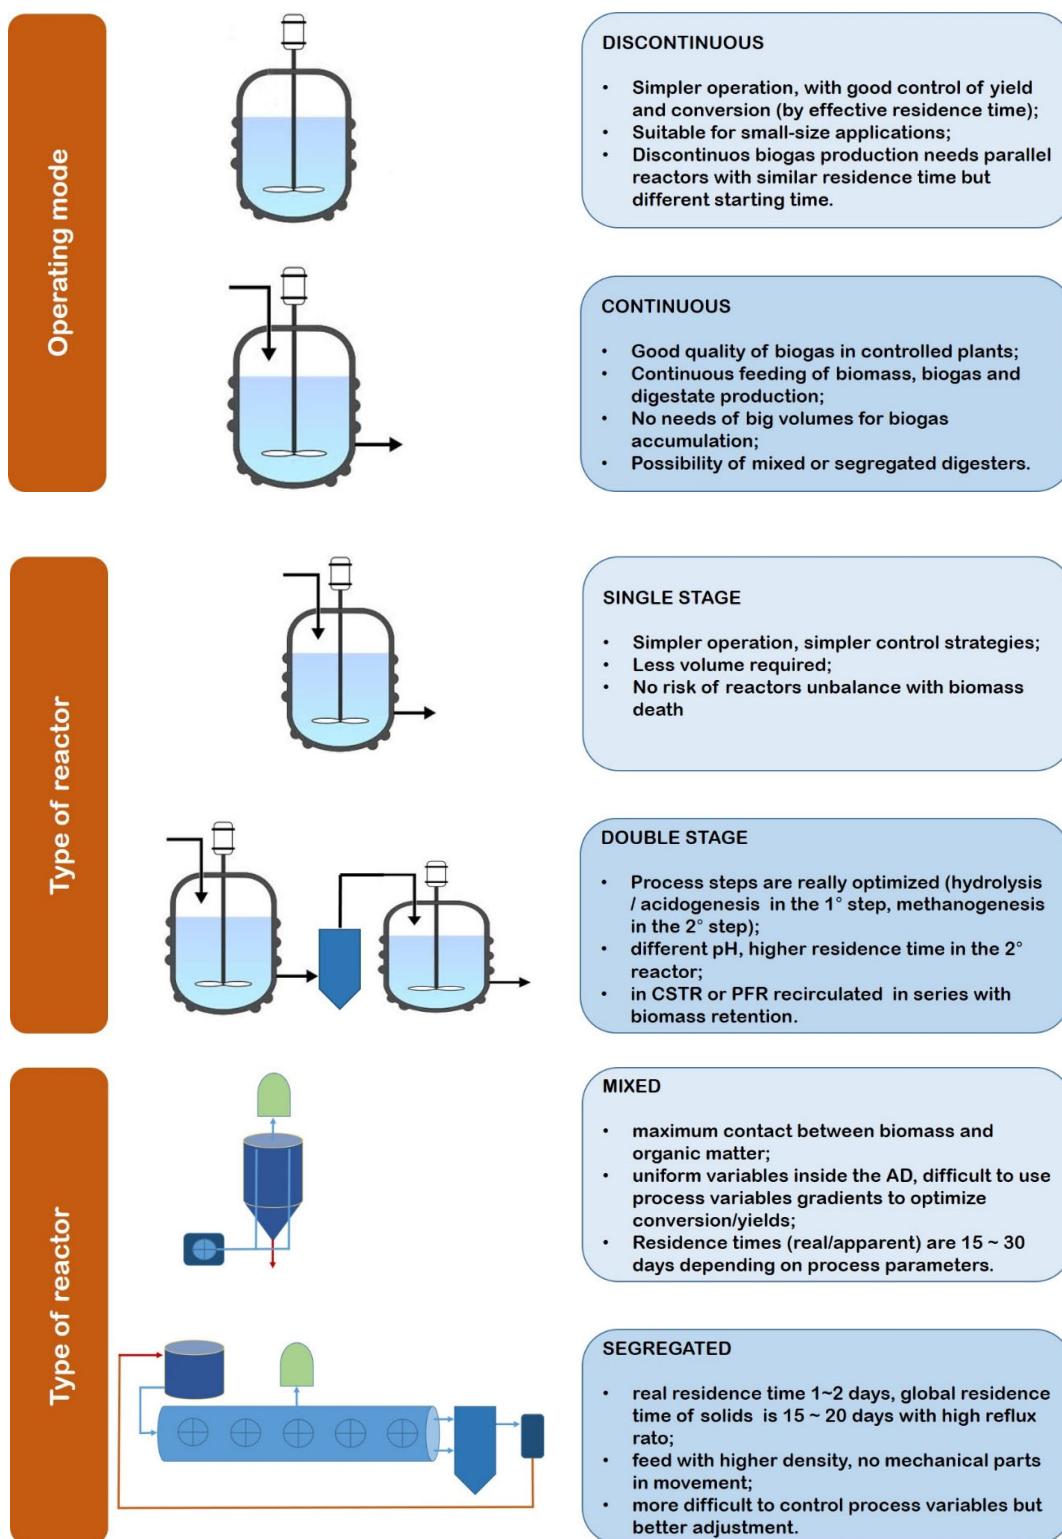 Operating mode
DISCONTINUOUS
• Simpler operation, with good control of yield
and conversion (by effective residence time);
• Suitable for small-size applications;
• Discontinuos biogas production needs parallel
reactors with similar residence time but
different starting time.
CONTINUOUS
• Good quality of biogas in controlled plants;
• Continuous feeding of biomass, biogas and
digestate production;
• No needs of big volumes for biogas
accumulation;
• Possibility of mixed or segregated digesters.
Type of reactor
SINGLE STAGE
• Simpler operation, simpler control strategies;
• Less volume required;
• No risk of reactors unbalance with biomass
death
DOUBLE STAGE
• Process steps are really optimized (hydrolysis
/ acidogenesis in the 1° step, methanogenesis
in the 2° step);
• different pH, higher residence time in the 2°
reactor;
• in CSTR or PFR recirculated in series with
biomass retention.
Type of reactor
MIXED
• maximum contact between biomass and
organic matter;
• uniform variables inside the AD, difficult to use
process variables gradients to optimize
conversion/yields;
• Residence times (real/apparent) are 15 ~ 30
days depending on process parameters.
SEGREGATED
• real residence time 1~2 days, global residence
time of solids is 15 ~ 20 days with high reflux
rato;
• feed with higher density, no mechanical parts
in movement;
• more difficult to control process variables but
better adjustment.